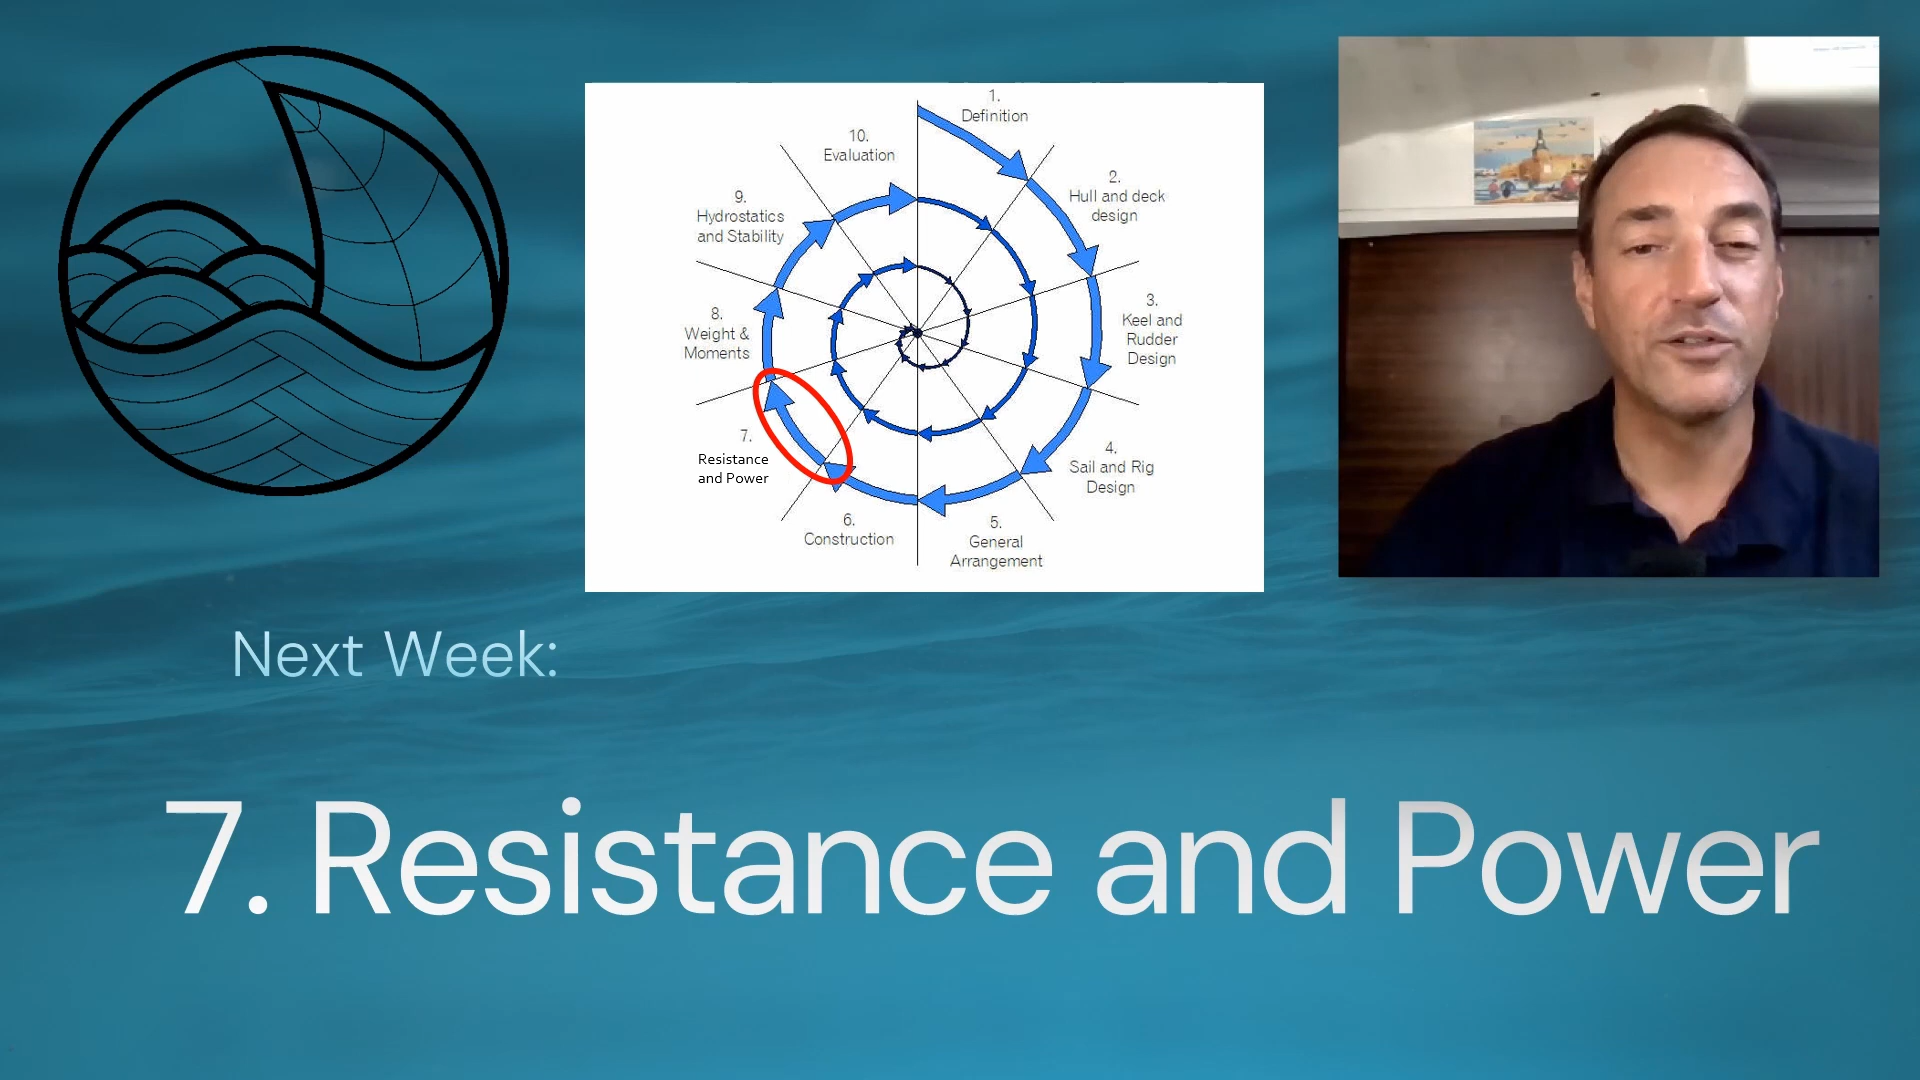 1.
Definition
2.
Hull and deck
design
3.
Keel and
Rudder
Design
4.
Sail and Rig
Design
5.
General
Arrangement
6.
Construction
7.
Resistance
and Power
8.
Weight &
Moments
9.
Hydrostatics
and Stability
10.
Evaluation
Next Week:
7. Resistance and Power